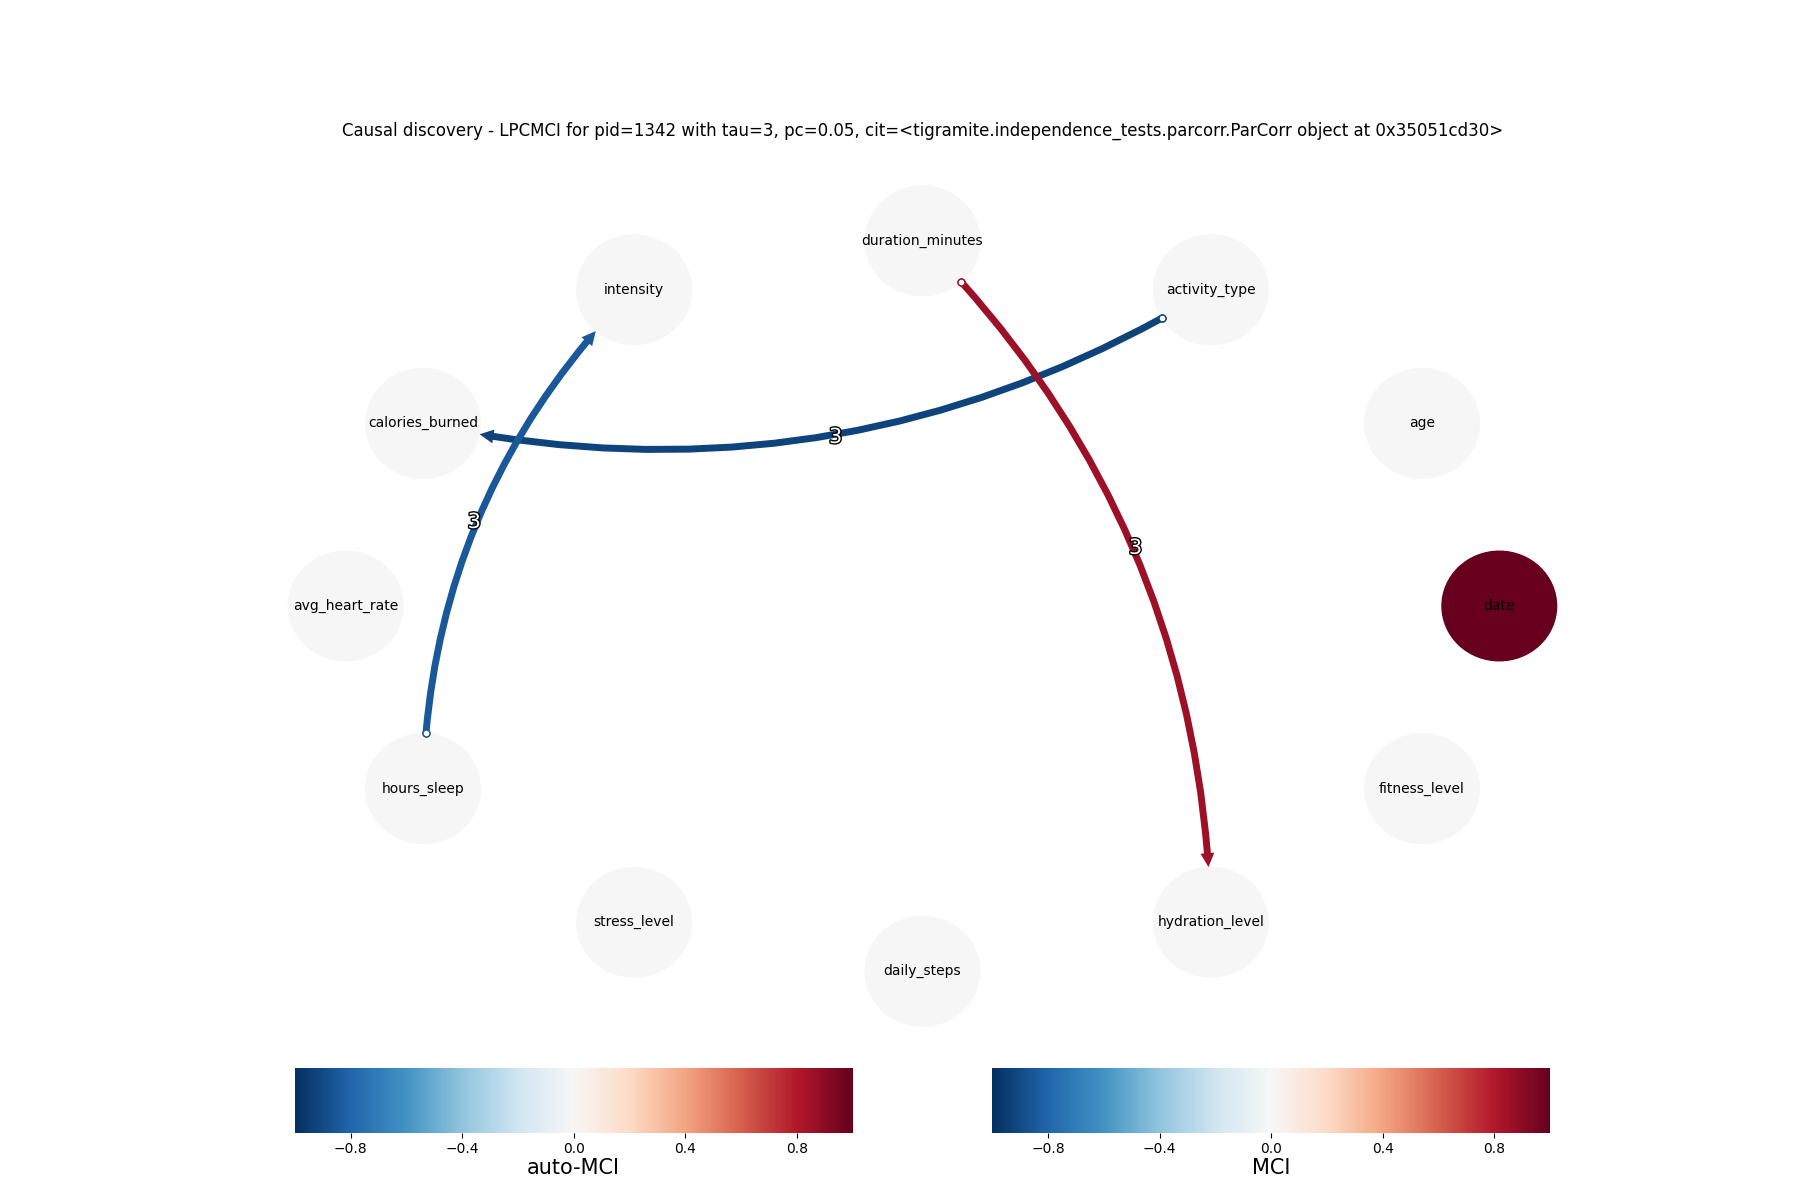 Causal discovery - LPCMCI for pid=1342 with tau=3, pc=0.05, cit=<tigramite.independence_tests.parcorr.ParCorr object at 0x35051cd30>
duration_minutes
intensity
activity_type
calories_burned
age
3
3
3
avg_heart_rate
date
hours_sleep
fitness_level
stress_level
hydration_level
daily_steps
−0.8 −0.4 0.0 0.4 0.8
auto-MCI
−0.8 −0.4 0.0 0.4 0.8
MCI